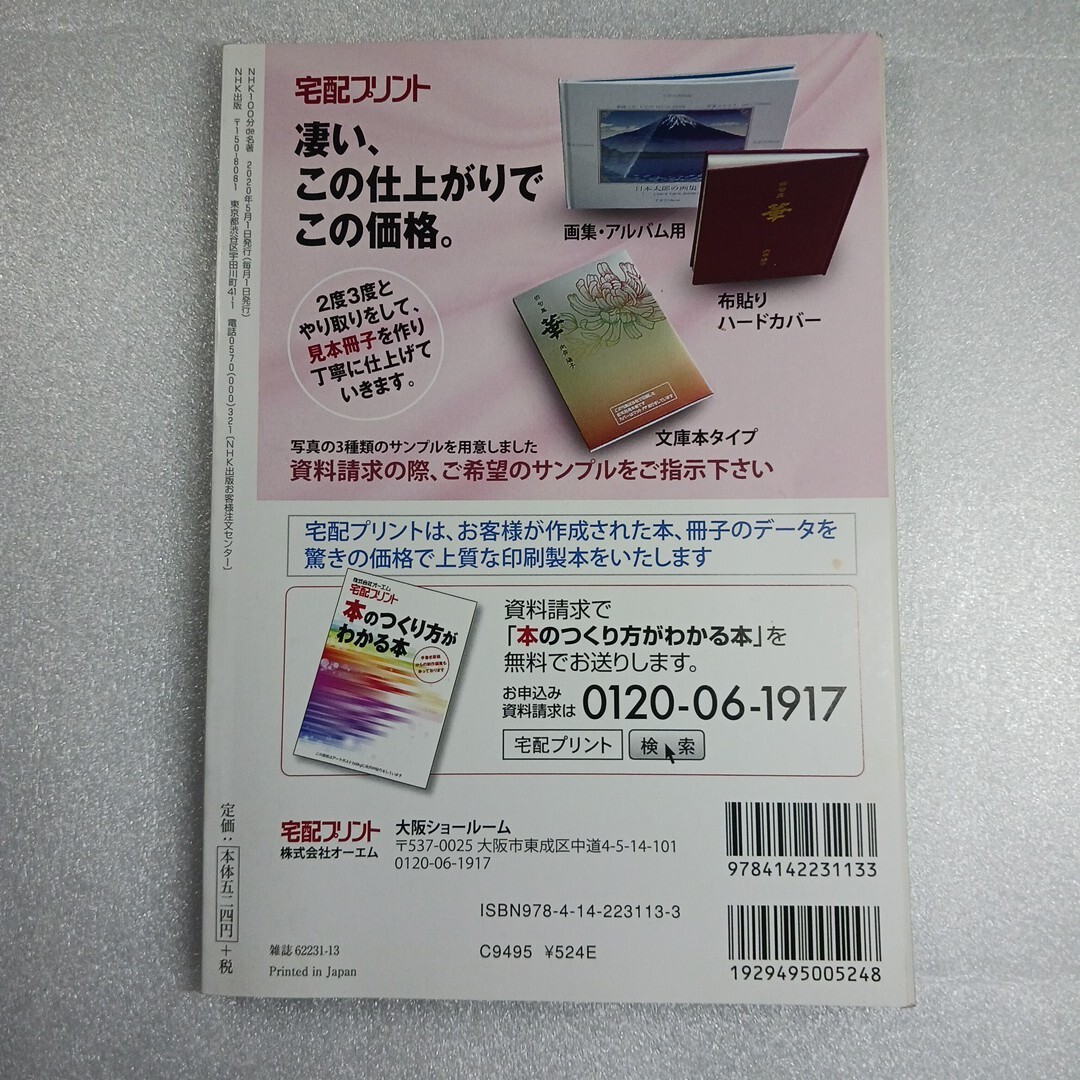 宅配プリント
凄い、
この仕上がりで
この価格。
2度3度と
やり取りをして、
見本冊子を作り
丁寧に仕上げて
いきます。
日本太郎の画集
画集・アルバム用
華
布貼り
ハードカバー
華
文庫本タイプ
写真の3種類のサンプルを用意しました
資料請求の際、ご希望のサンプルをご指示下さい
宅配プリントは、お客様が作成された本、冊子のデータを
驚きの価格で上質な印刷製本をいたします
株式会社オーエム
宅配プリント
本のつくり方が
わかる本
資料請求で
「本のつくり方がわかる本」を
無料でお送りします。
お申込み
資料請求は 0120-06-1917
宅配プリント 検索
宅配プリント
株式会社オーエム
大阪ショールーム
〒537-0025 大阪市東成区中道4-5-14-101
0120-06-1917
9784142231133
ISBN978-4-14-223113-3
C9495 ¥524E
1929495005248
雑誌 62231-13
Printed in Japan
NHK100分de名著 2020年5月1日発行(毎月1日発行)
NHK出版 〒150-8081 東京都渋谷区宇田川町41-1 電話0570(000)321[NHK出版お客様注文センター]
定価：本体五二四円＋税